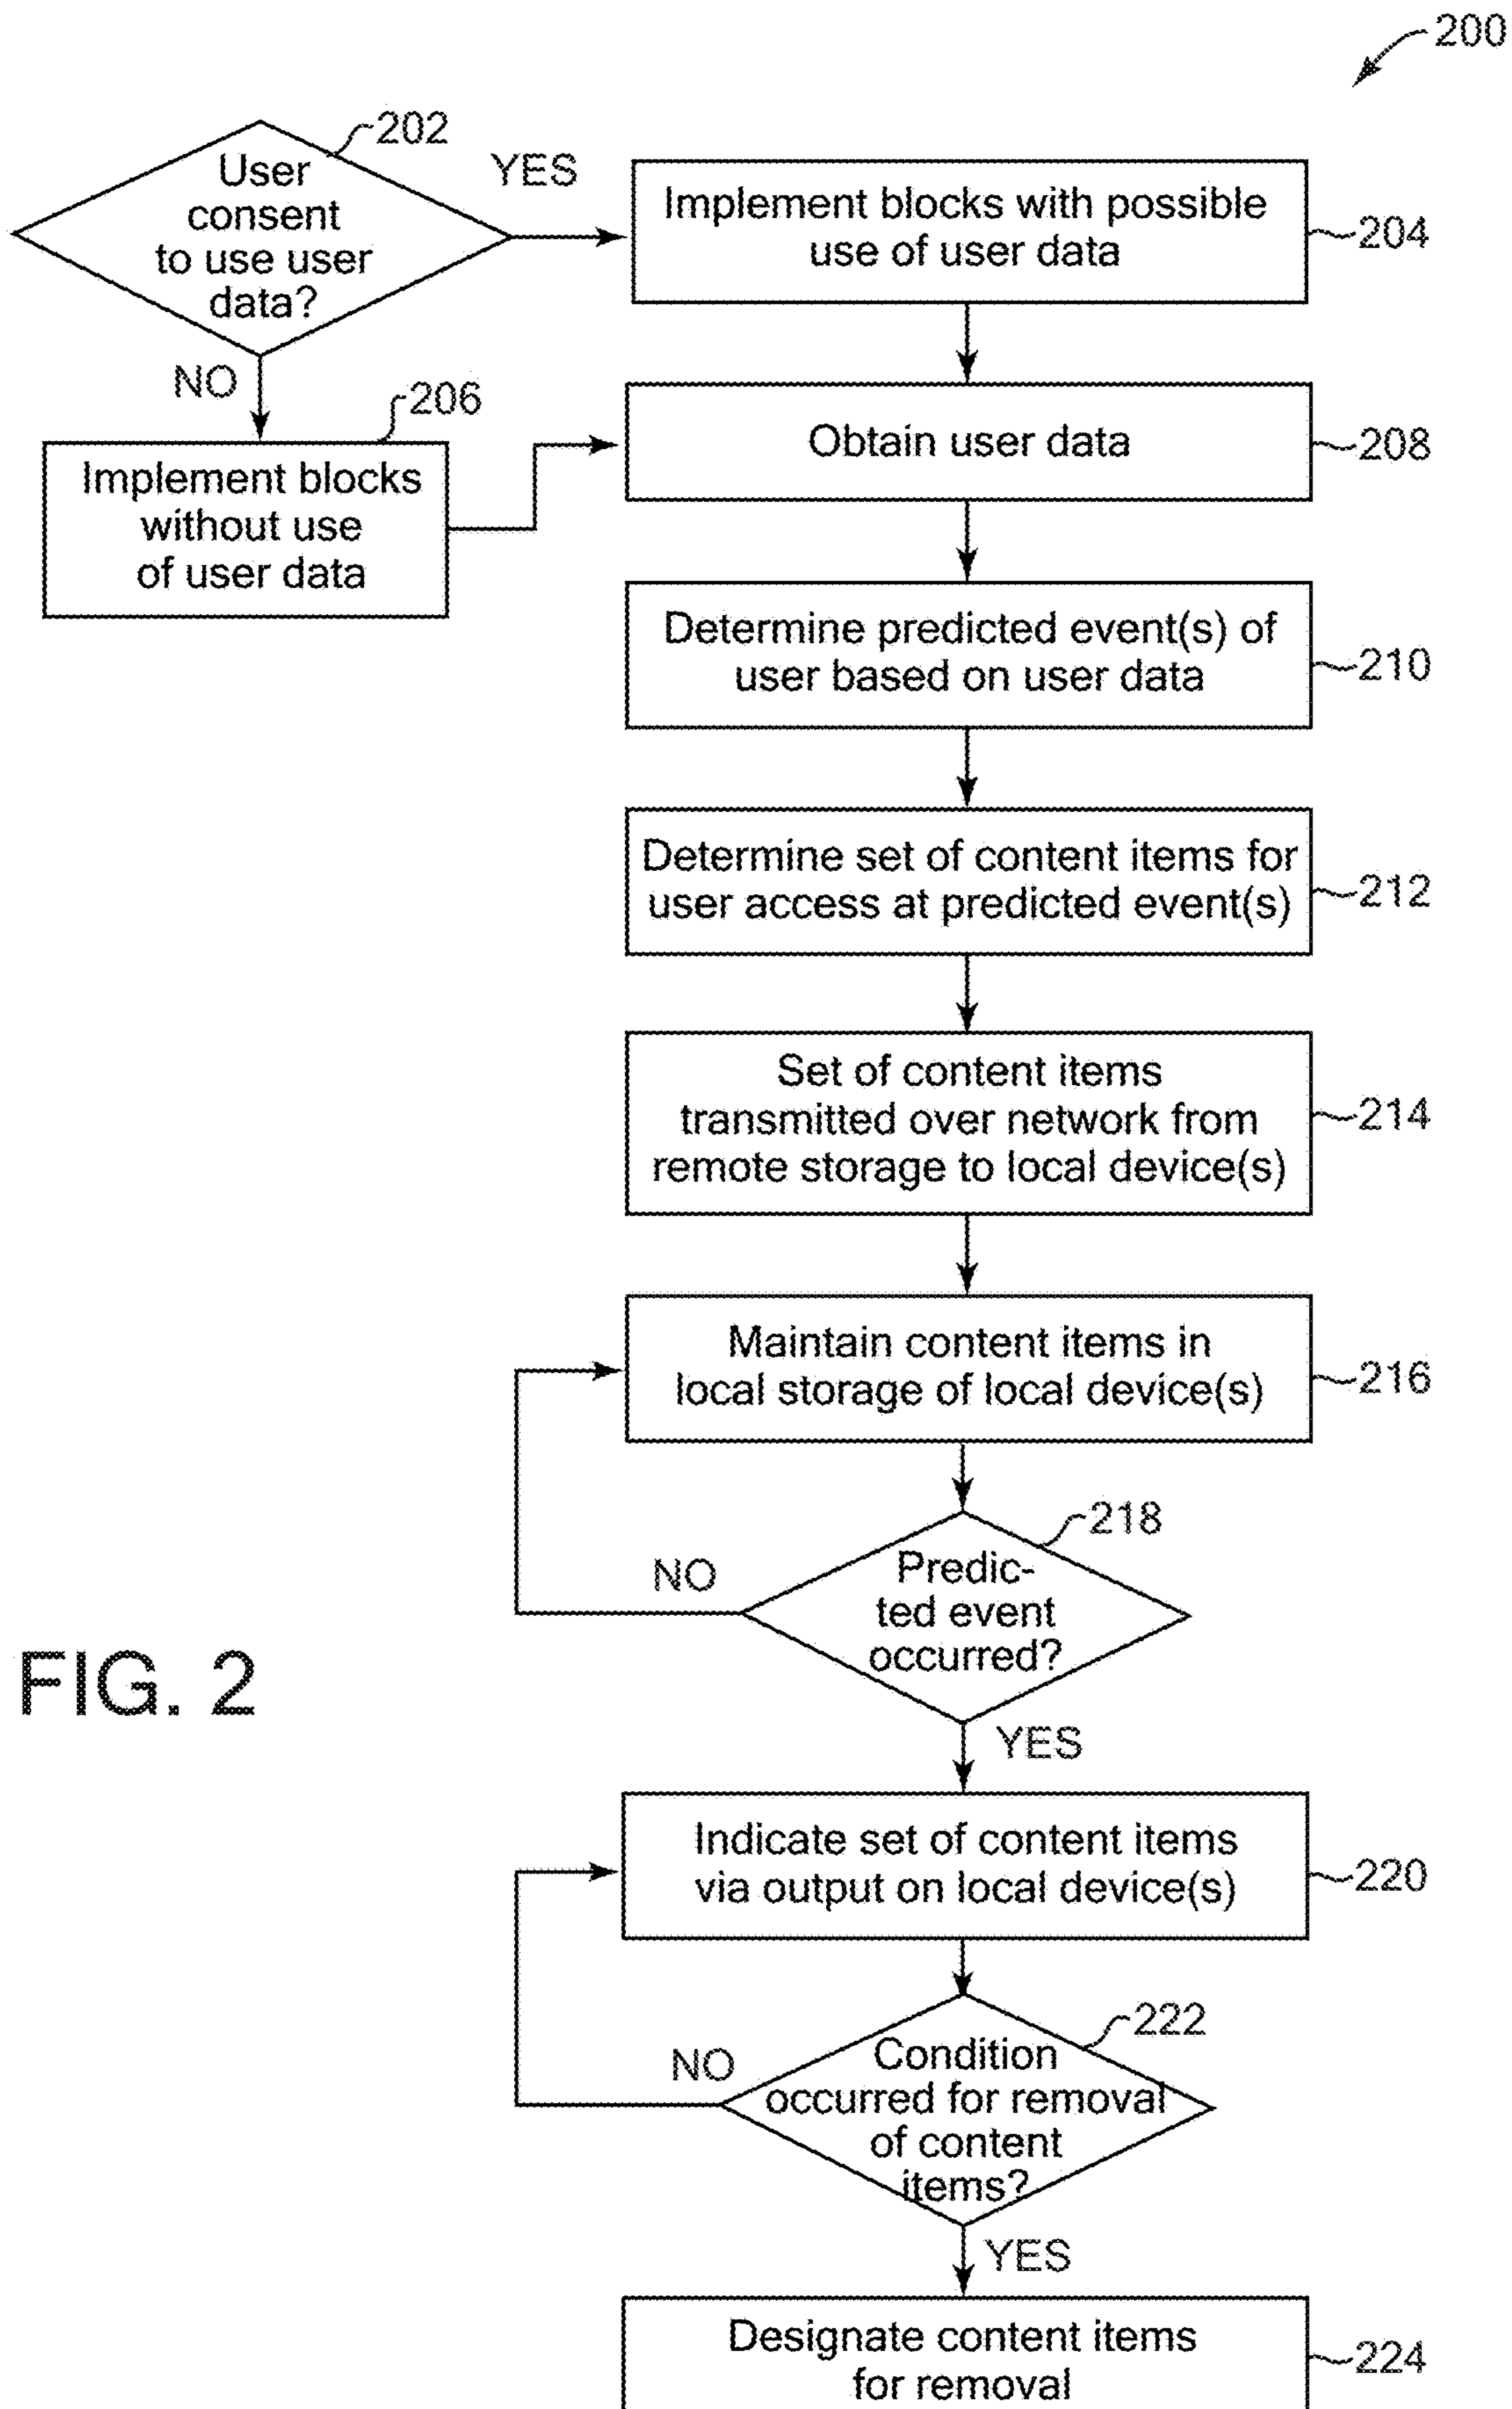 200
202
User
consent
to use user
data?
YES
Implement blocks with possible
use of user data
204
NO
206
Implement blocks
without use
of user data
Obtain user data
208
Determine predicted event(s) of
user based on user data
210
Determine set of content items for
user access at predicted event(s)
212
Set of content items
transmitted over network from
remote storage to local device(s)
214
Maintain content items in
local storage of local device(s)
216
218
Predic-
ted event
occurred?
NO
FIG. 2
YES
Indicate set of content items
via output on local device(s)
220
222
Condition
occurred for removal
of content
items?
NO
YES
Designate content items
for removal
224